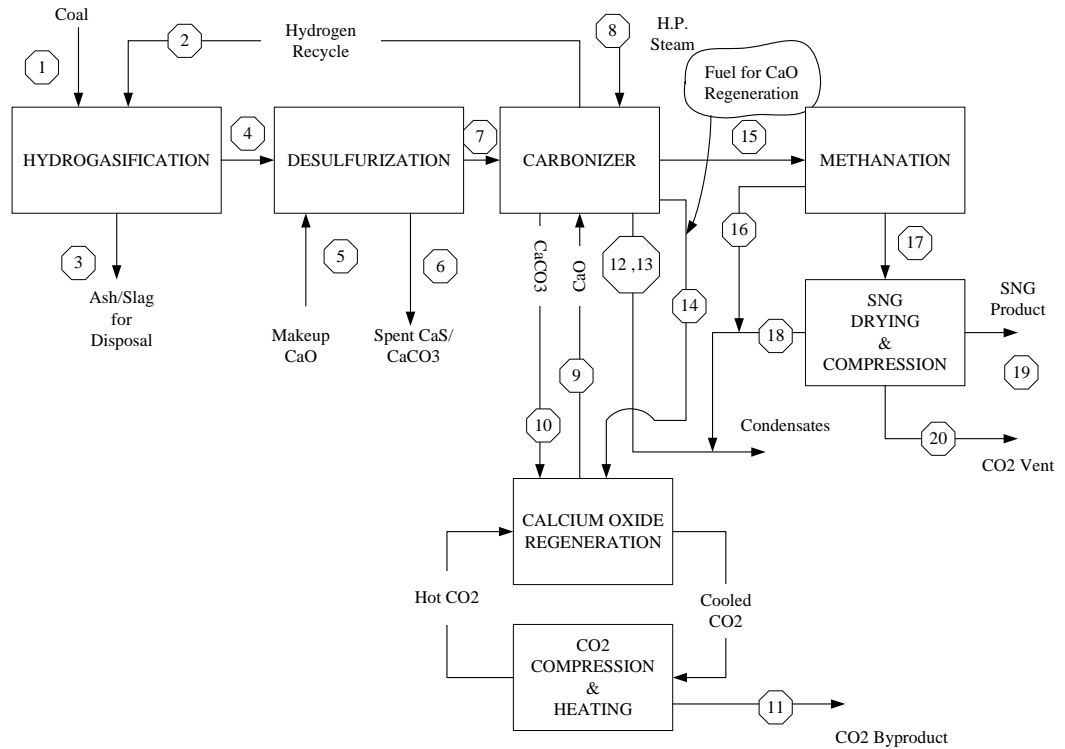 Coal
1
2
Hydrogen
Recycle
8
H.P.
Steam
Fuel for CaO
Regeneration
HYDROGASIFICATION
4
DESULFURIZATION
7
CARBONIZER
15
METHANATION
3
Ash/Slag
for
Disposal
5
Makeup
CaO
6
Spent CaS/
CaCO3
CaCO3
CaO
12 ,13
14
16
17
9
10
SNG
DRYING
&
COMPRESSION
18
SNG
Product
19
20
CO2 Vent
Condensates
CALCIUM OXIDE
REGENERATION
Hot CO2
Cooled
CO2
CO2
COMPRESSION
&
HEATING
11
CO2 Byproduct